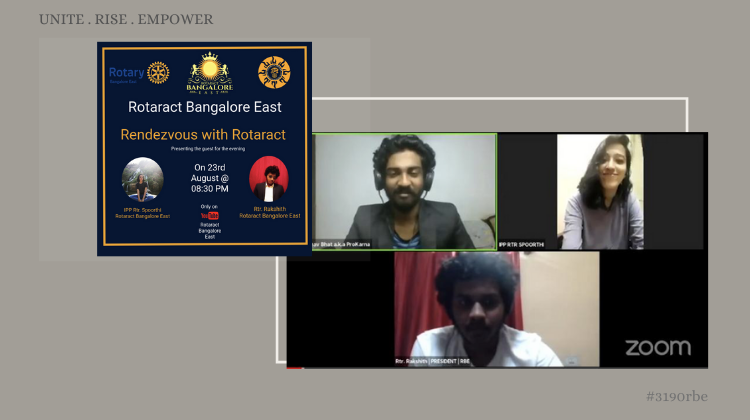 UNITE . RISE . EMPOWER
Rotary
Bangalore East
ROTARACT
BANGALORE
EAST
Rotaract Bangalore East
Rendezvous with Rotaract
Presenting the guest for the evening
On 23rd
August @
08:30 PM
IPP Rtr. Spoorthi
Rotaract Bangalore East
Rtr. Rakshith
Rotaract Bangalore East
Only on
YouTube
Rotaract
Bangalore
East
Bhat a.k.a ProKarna
IPP RTR SPOORTHI
Rtr. Rakshith | PRESIDENT | RBE
zoom
#3190rbe